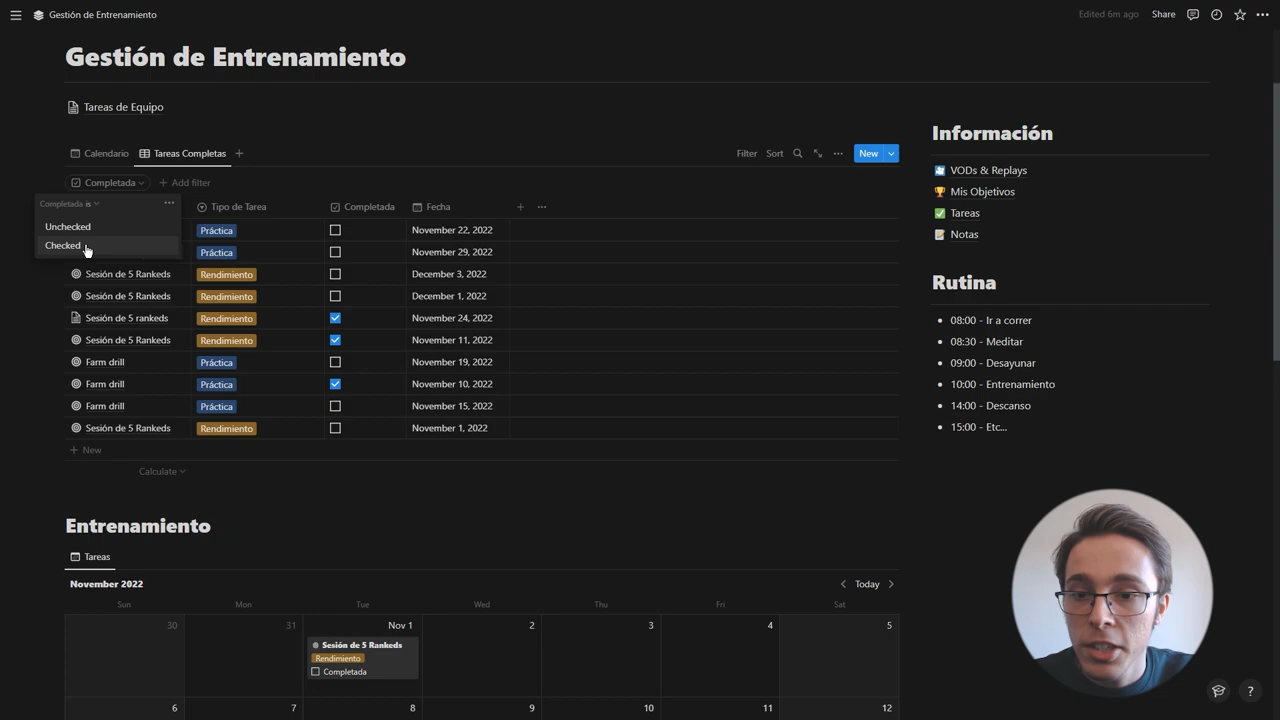 Gestión de Entrenamiento
Edited 6m ago Share
Gestión de Entrenamiento
Tareas de Equipo
Calendario Tareas Completas
Filter Sort New
Completada Add filter
Completada is
Unchecked
Checked
Tipo de Tarea Completada Fecha
Práctica November 22, 2022
Práctica November 29, 2022
Sesión de 5 Rankeds Rendimiento December 3, 2022
Sesión de 5 Rankeds Rendimiento December 1, 2022
Sesión de 5 rankeds Rendimiento November 24, 2022
Sesión de 5 Rankeds Rendimiento November 11, 2022
Farm drill Práctica November 19, 2022
Farm drill Práctica November 10, 2022
Farm drill Práctica November 15, 2022
Sesión de 5 Rankeds Rendimiento November 1, 2022
New
Calculate
Información
VODs & Replays
Mis Objetivos
Tareas
Notas
Rutina
08:00 - Ir a correr
08:30 - Meditar
09:00 - Desayunar
10:00 - Entrenamiento
14:00 - Descanso
15:00 - Etc...
Entrenamiento
Tareas
November 2022 Today
Sun Mon Tue Wed Thu Fri Sat
30 31 Nov 1 2 3 4 5
Sesión de 5 Rankeds
Rendimiento
Completada
6 7 8 9 10 11 12
?